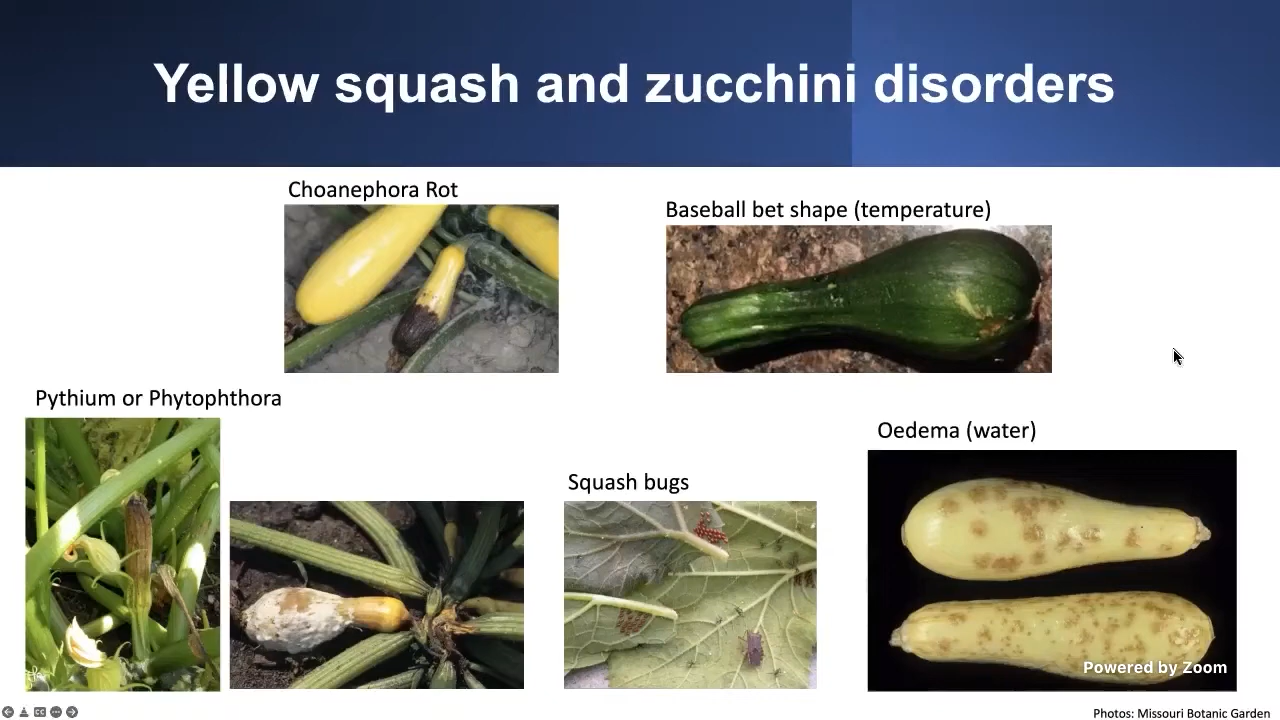 Yellow squash and zucchini disorders
Choanephora Rot
Baseball bet shape (temperature)
Pythium or Phytophthora
Oedema (water)
Squash bugs
Powered by Zoom
Photos: Missouri Botanic Garden